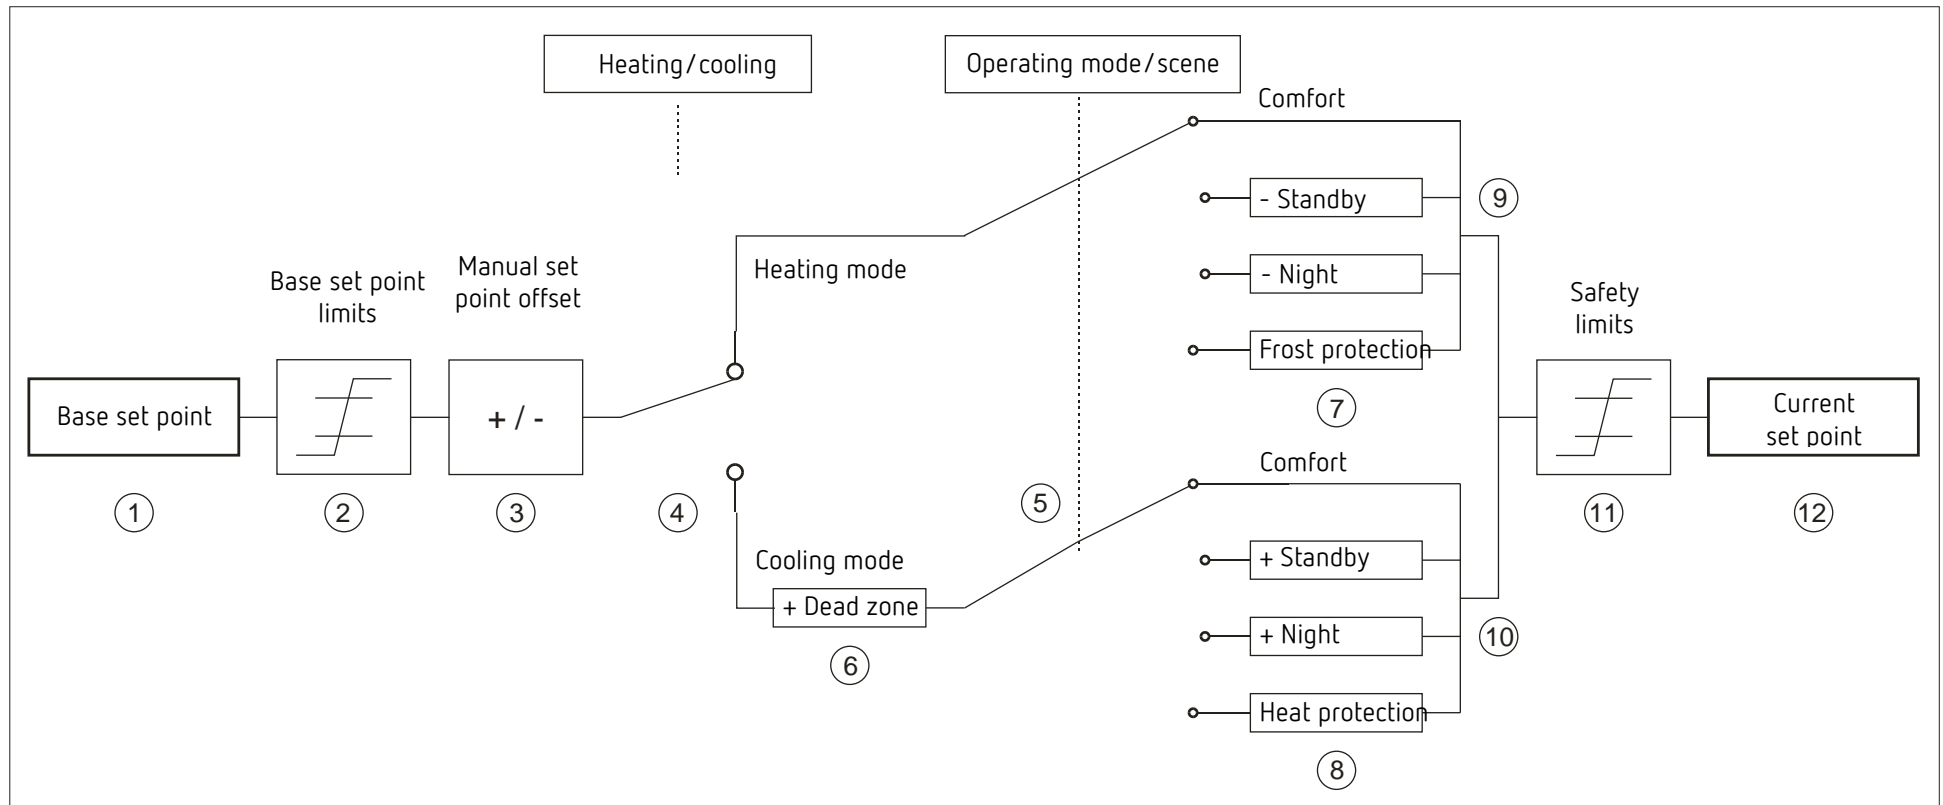 Heating/cooling
Operating mode/scene
Comfort
- Standby
9
- Night
Frost protection
7
Heating mode
Base set point
limits
Manual set
point offset
Safety
limits
Base set point
+ / -
Current
set point
1
2
3
4
5
11
12
Comfort
Cooling mode
+ Dead zone
6
+ Standby
+ Night
10
Heat protection
8